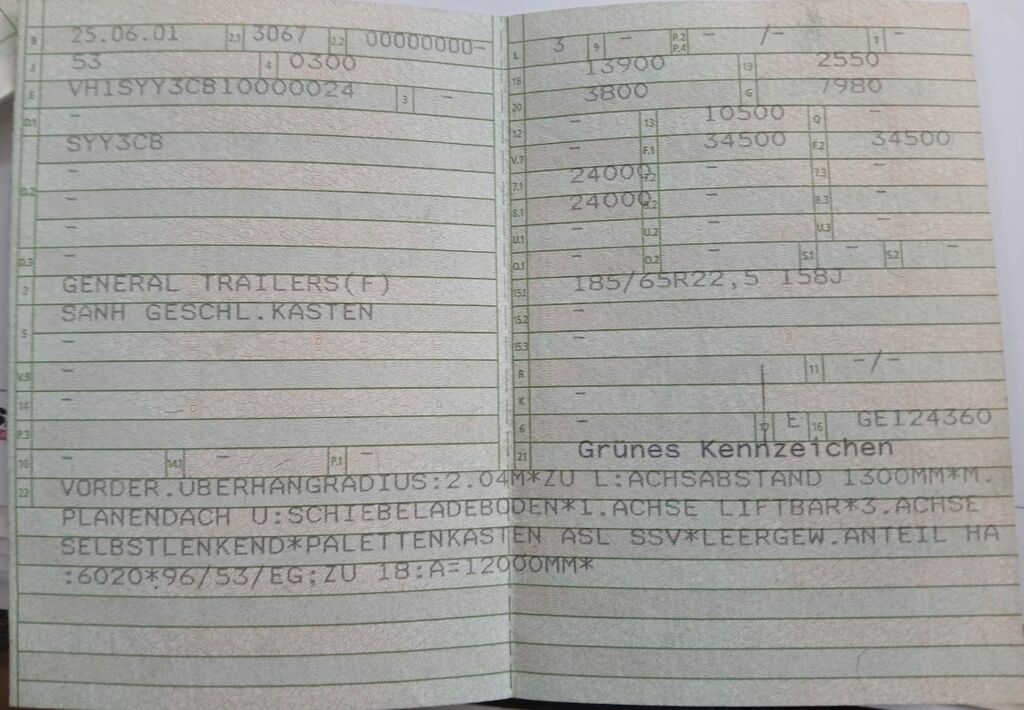 B 25.06.01 2.1 3067 2.2 00000000-
J 53 4 0300
E VH1SYY3CB10000024 3 -
D.1 -
SYY3CB
D.2 -
-
-
D.3 -
2 GENERAL TRAILERS(F)
SANH GESCHL.KASTEN
5 -
V.9 -
14 -
P.3
10 - 14.1 - P.1 -
L 3 9 - P.2 P.4 - /- T -
18 13900 19 2550
20 3800 G 7980
12 - 13 10500 Q -
V.7 - F.1 34500 F.2 34500
7.1 24000 7.2 - 7.3 -
8.1 24000 8.2 - 8.3 -
U.1 - U.2 - U.3 -
O.1 - O.2 - S.1 - S.2 -
15.1 185/65R22,5 158J
15.2 -
15.3 -
R - 11 -/-
K -
6 - 17 E 16 GE124360
21 Grünes Kennzeichen
22 VORDER.ÜBERHANGRADIUS:2.04M*ZU L:ACHSABSTAND 1300MM*M.
PLANENDACH U:SCHIEBELADEBÖDEN*1.ACHSE LIFTBAR*3.ACHSE
SELBSTLENKEND*PALETTENKASTEN ASL SSV*LEERGEW.ANTEIL HA
:6020*96/53/EG;ZU 18:A=12000MM*